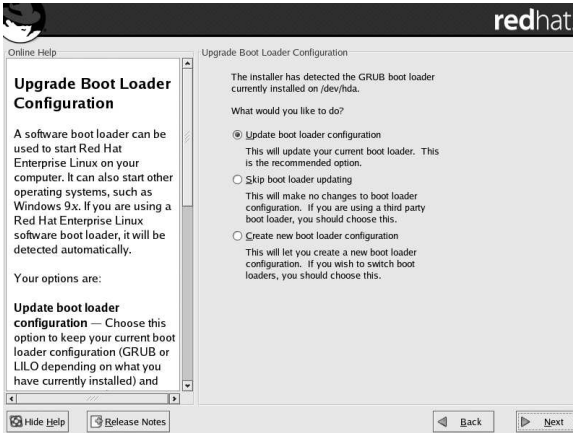 redhat
Online Help
Upgrade Boot Loader
Configuration
A software boot loader can be
used to start Red Hat
Enterprise Linux on your
computer. It can also start other
operating systems, such as
Windows 9x. If you are using a
Red Hat Enterprise Linux
software boot loader, it will be
detected automatically.
Your options are:
Update boot loader
configuration — Choose this
option to keep your current boot
loader configuration (GRUB or
LILO depending on what you
have currently installed) and
Upgrade Boot Loader Configuration
The installer has detected the GRUB boot loader
currently installed on /dev/hda.
What would you like to do?
Update boot loader configuration
This will update your current boot loader. This
is the recommended option.
Skip boot loader updating
This will make no changes to boot loader
configuration. If you are using a third party
boot loader, you should choose this.
Create new boot loader configuration
This will let you create a new boot loader
configuration. If you wish to switch boot
loaders, you should choose this.
Hide Help
Release Notes
Back
Next